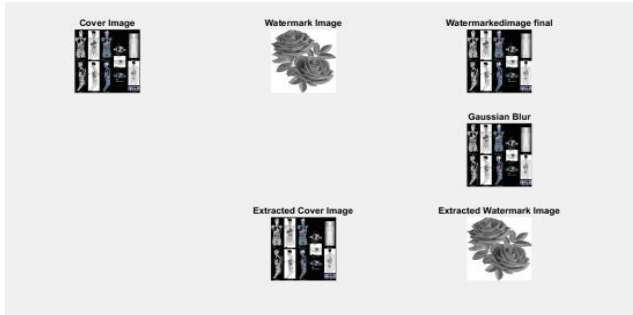 Cover Image
Watermark Image
Watermarkedimage final
Gaussian Blur
Extracted Cover Image
Extracted Watermark Image